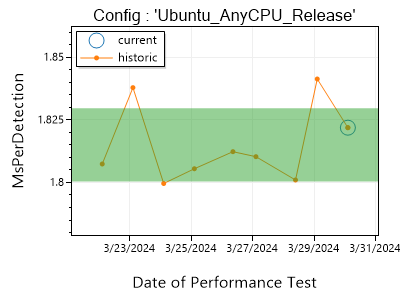 Config : 'Ubuntu_AnyCPU_Release'
current
historic
1.85
1.825
1.8
MsPerDetection
3/23/2024
3/25/2024
3/27/2024
3/29/2024
3/31/2024
Date of Performance Test